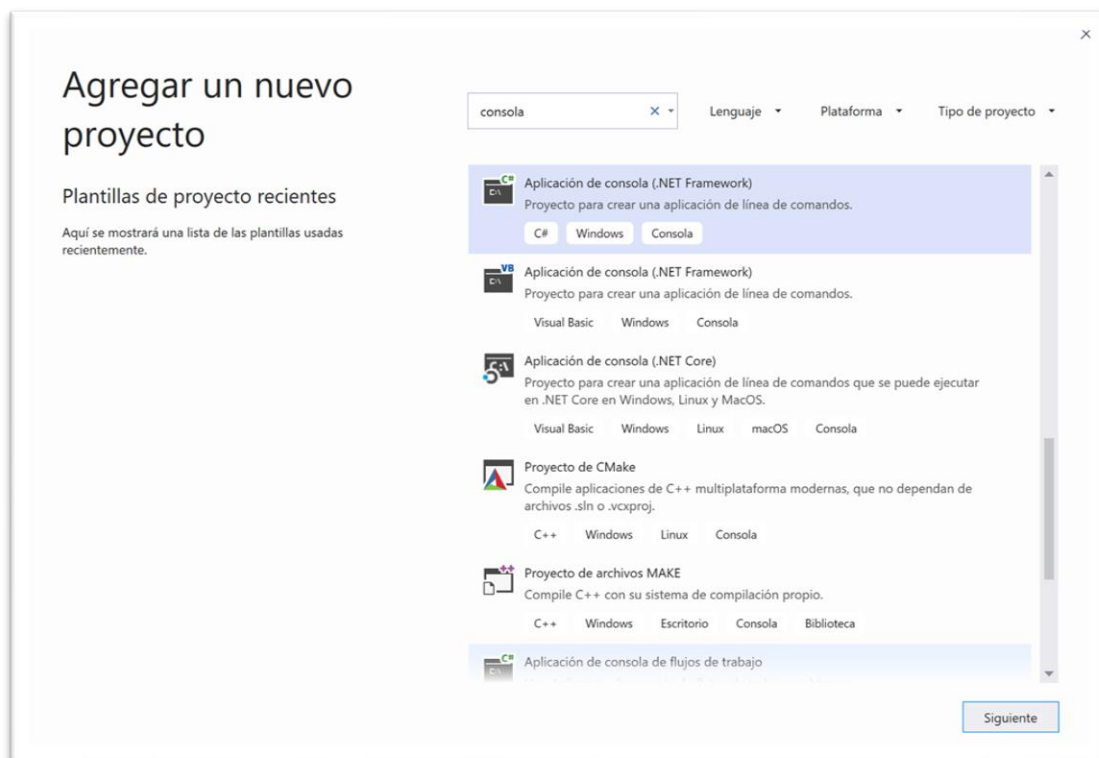 Agregar un nuevo
proyecto
Plantillas de proyecto recientes
Aquí se mostrará una lista de las plantillas usadas
recientemente.
consola
Lenguaje
Plataforma
Tipo de proyecto
C#
Aplicación de consola (.NET Framework)
Proyecto para crear una aplicación de línea de comandos.
C# Windows Consola
VB
Aplicación de consola (.NET Framework)
Proyecto para crear una aplicación de línea de comandos.
Visual Basic Windows Consola
Aplicación de consola (.NET Core)
Proyecto para crear una aplicación de línea de comandos que se puede ejecutar
en .NET Core en Windows, Linux y MacOS.
Visual Basic Windows Linux macOS Consola
Proyecto de CMake
Compile aplicaciones de C++ multiplataforma modernas, que no dependan de
archivos .sln o .vcxproj.
C++ Windows Linux Consola
Proyecto de archivos MAKE
Compile C++ con su sistema de compilación propio.
C++ Windows Escritorio Consola Biblioteca
C#
Aplicación de consola de flujos de trabajo
Siguiente